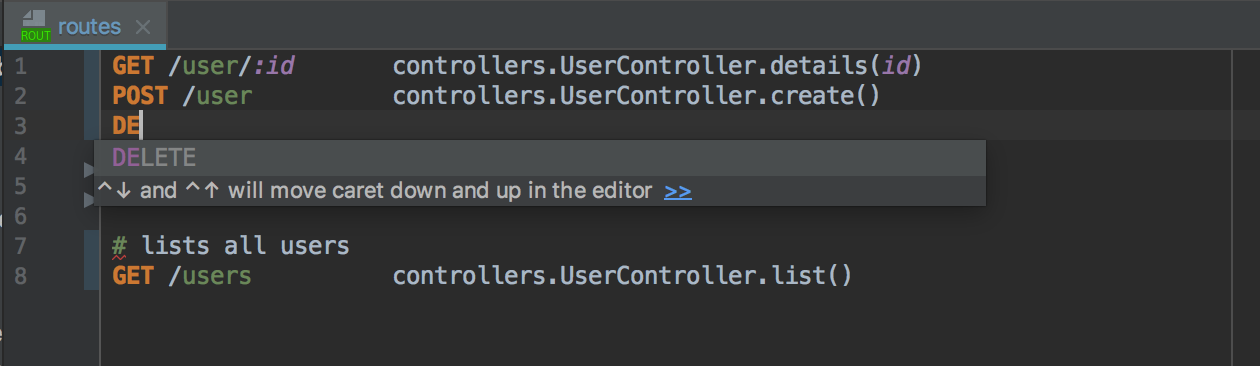 ROUT routes
1 GET /user/:id controllers.UserController.details(id)
2 POST /user controllers.UserController.create()
3 DE
4 DELETE
5 ^↓ and ^↑ will move caret down and up in the editor >>
6
7 # lists all users
8 GET /users controllers.UserController.list()